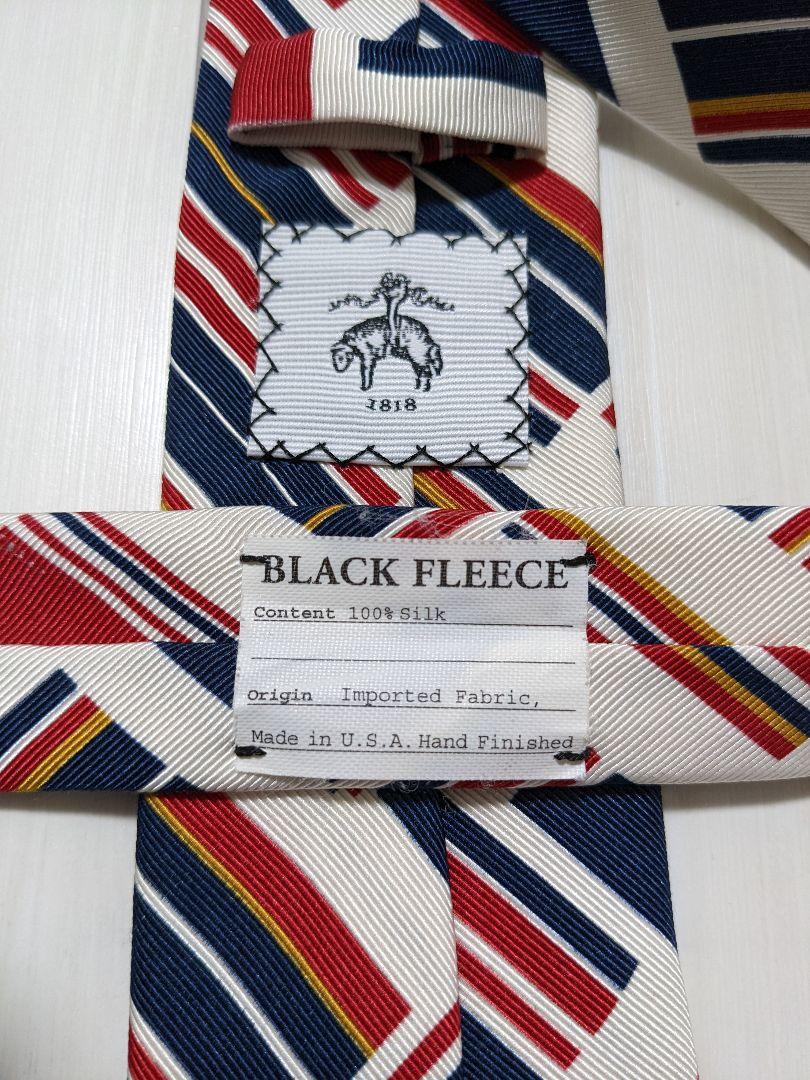 1818
BLACK FLEECE
Content 100% Silk
Origin Imported Fabric,
Made in U.S.A. Hand Finished